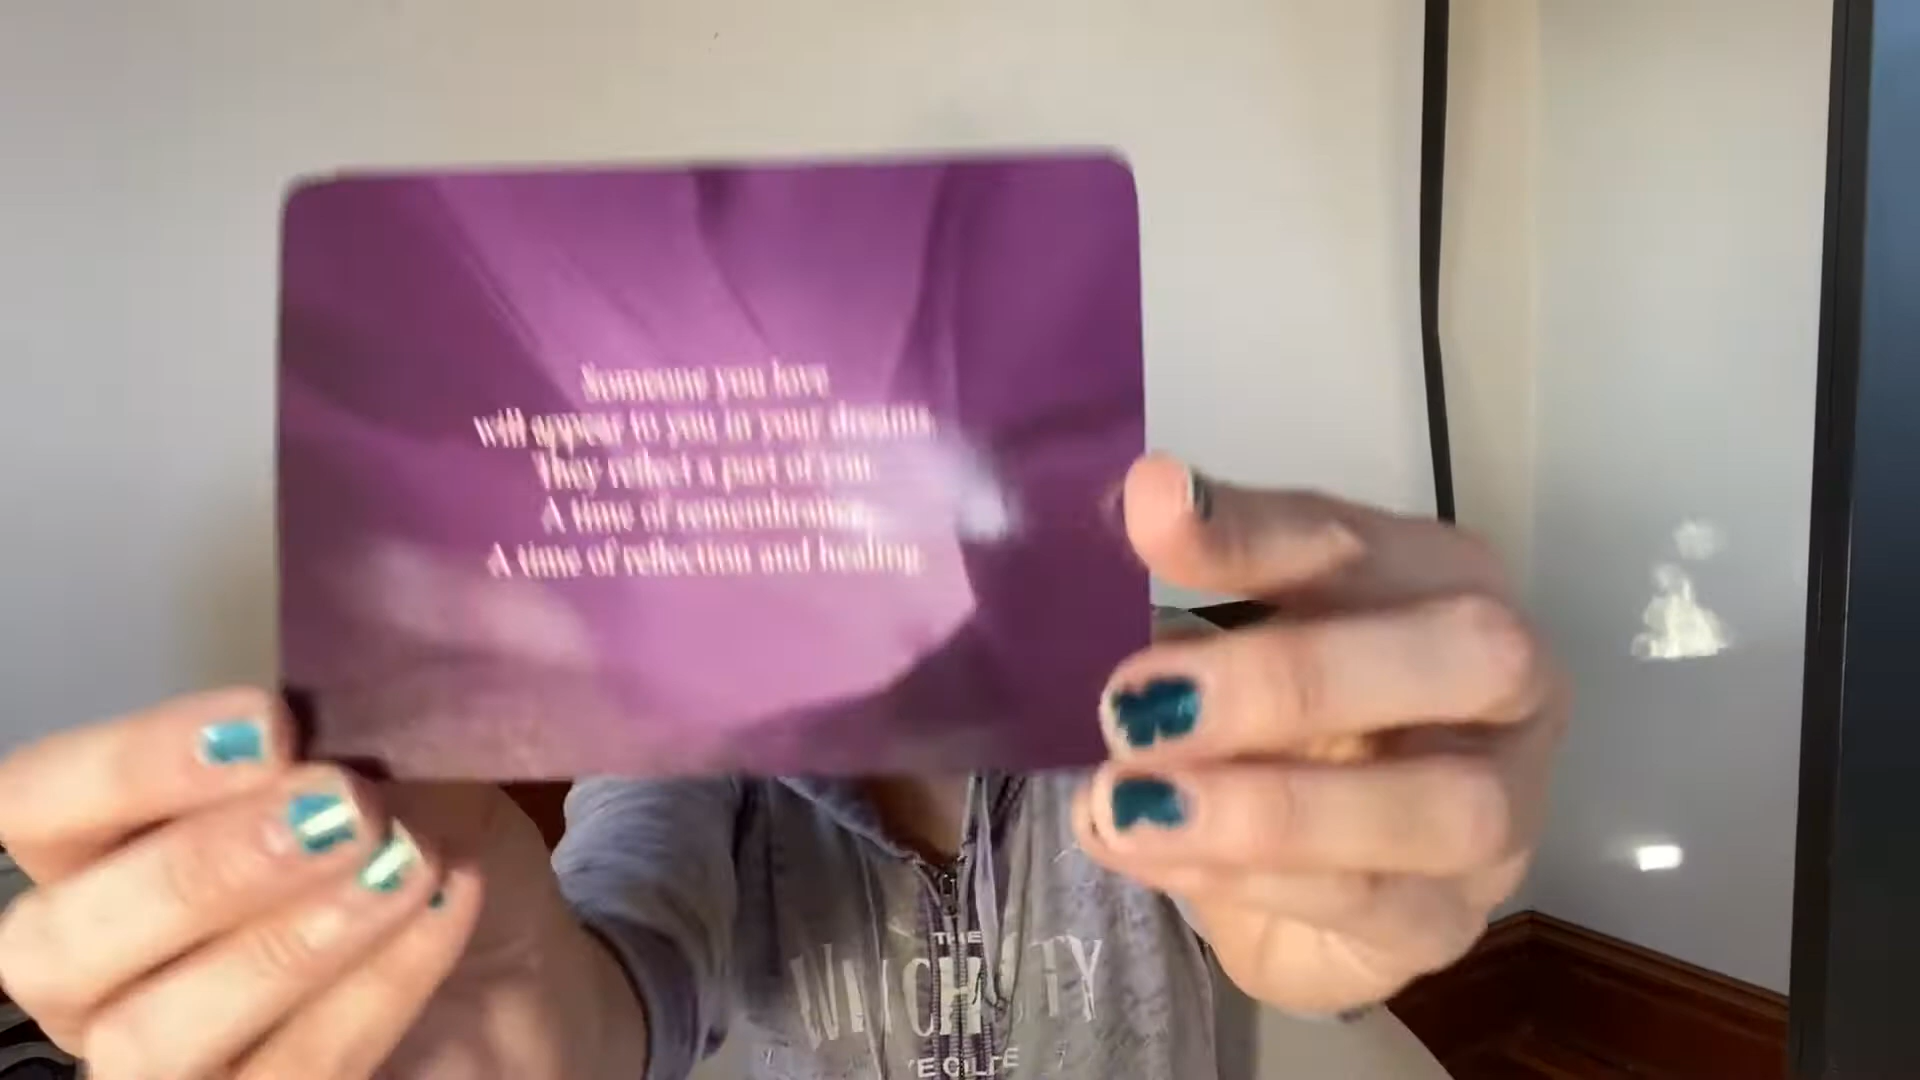 Someone you love
will appear to you in your dreams.
They reflect a part of you.
A time of remembrance,
A time of reflection and healing.
THE